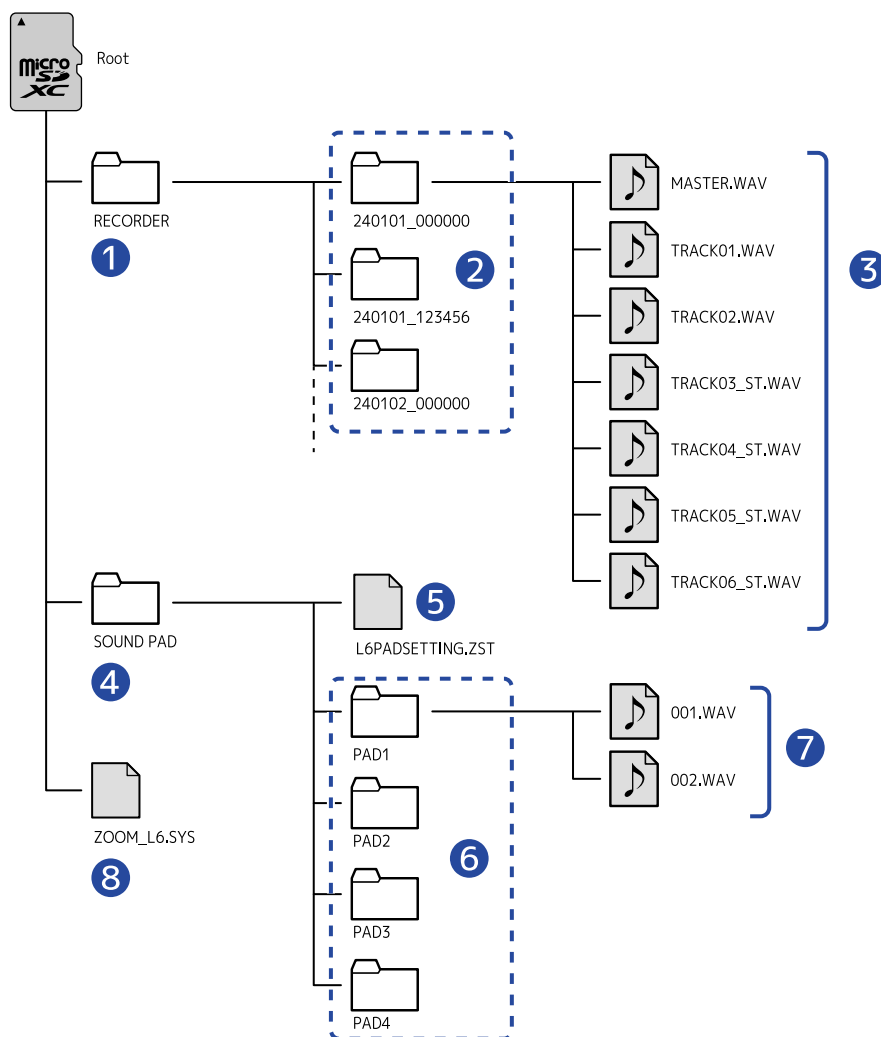 micro
SD
XC
Root
RECORDER
1
240101_000000
240101_123456
240102_000000
2
MASTER.WAV
TRACK01.WAV
TRACK02.WAV
TRACK03_ST.WAV
TRACK04_ST.WAV
TRACK05_ST.WAV
TRACK06_ST.WAV
3
SOUND PAD
4
L6PADSETTING.ZST
5
PAD1
PAD2
PAD3
PAD4
6
001.WAV
002.WAV
7
ZOOM_L6.SYS
8